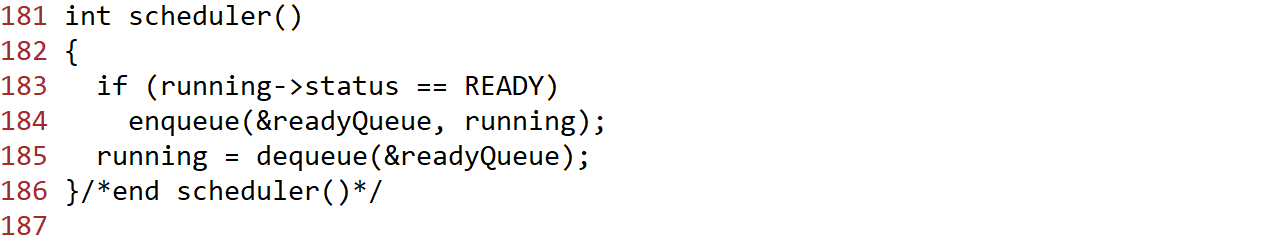 181 int scheduler()
182 {
183   if (running->status == READY)
184     enqueue(&readyQueue, running);
185   running = dequeue(&readyQueue);
186 }/*end scheduler()*/
187